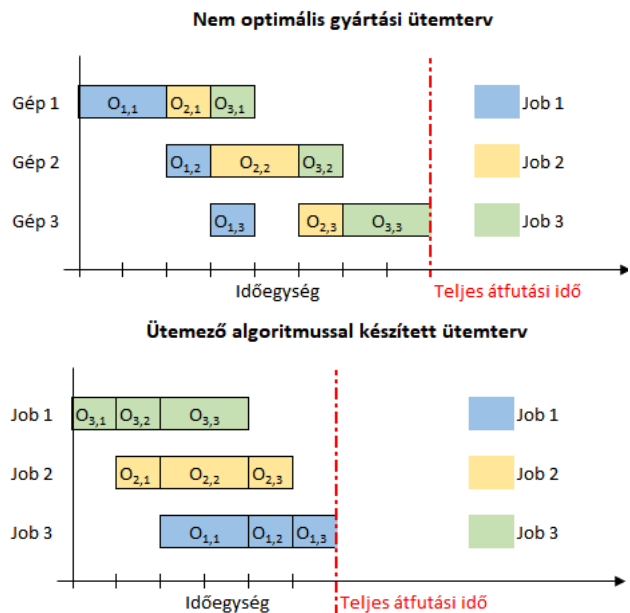 Nem optimális gyártási ütemterv
Gép 1 O1,1 O2,1 O3,1 Job 1
Gép 2 O1,2 O2,2 O3,2 Job 2
Gép 3 O1,3 O2,3 O3,3 Job 3
Időegység Teljes átfutási idő
Ütemező algoritmussal készített ütemterv
Job 1 O3,1 O3,2 O3,3 Job 1
Job 2 O2,1 O2,2 O2,3 Job 2
Job 3 O1,1 O1,2 O1,3 Job 3
Időegység Teljes átfutási idő